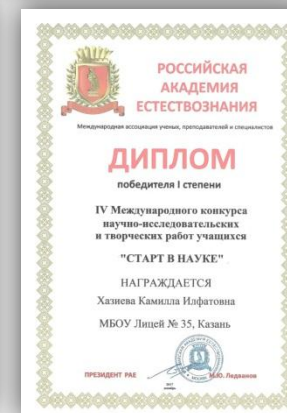 РОССИЙСКАЯ
АКАДЕМИЯ
ЕСТЕСТВОЗНАНИЯ
Международная ассоциация ученых, преподавателей и специалистов
ДИПЛОМ
победителя I степени
IV Международного конкурса
научно-исследовательских
и творческих работ учащихся
"СТАРТ В НАУКЕ"
НАГРАЖДАЕТСЯ
Хазиева Камилла Илфатовна
МБОУ Лицей № 35, Казань
ПРЕЗИДЕНТ РАЕ
М.Ю. Ледванов
2017